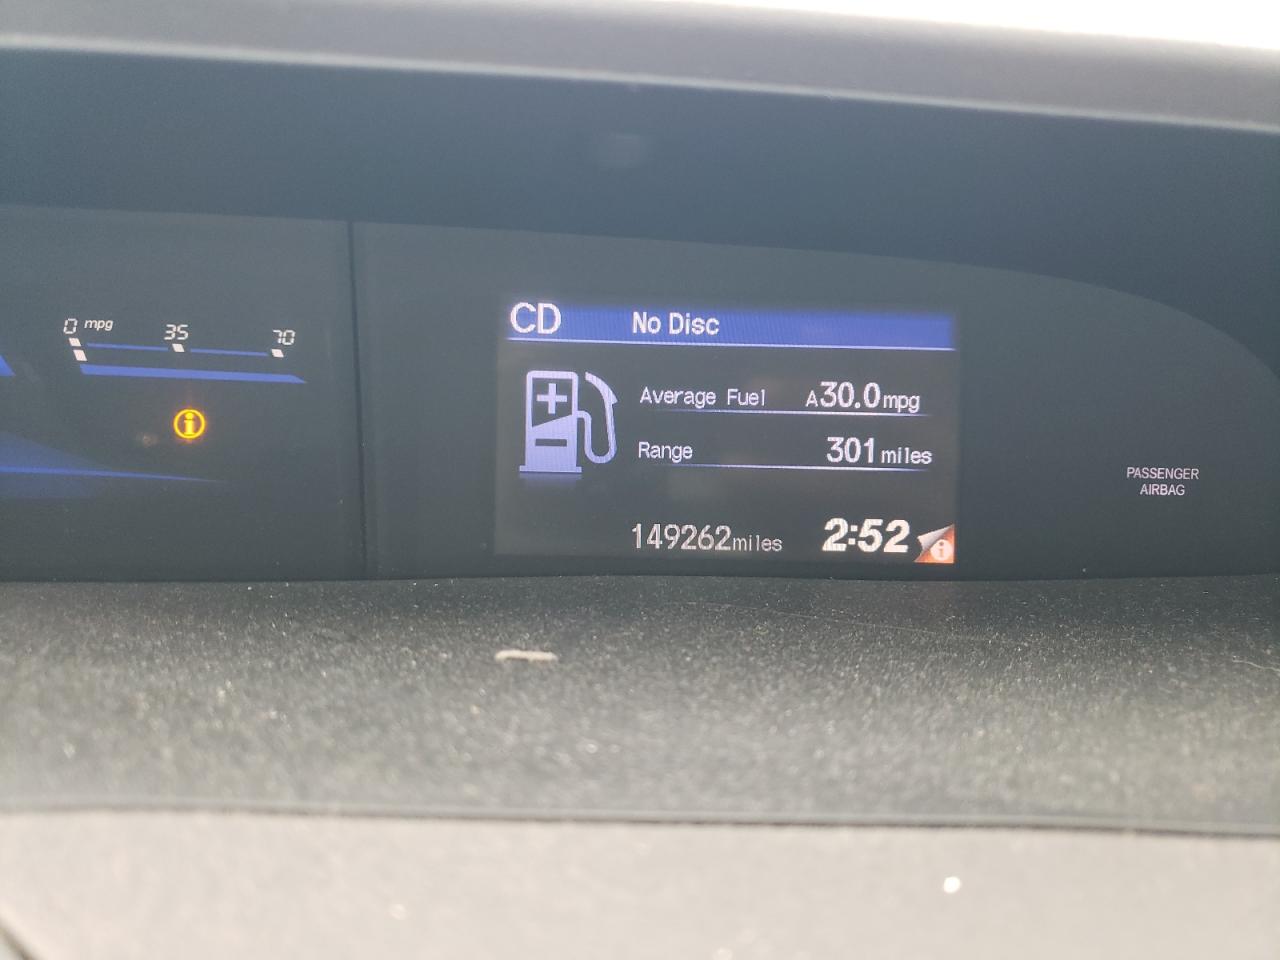 0 mpg 35 70
CD No Disc
Average Fuel A30.0mpg
Range 301 miles
149262miles 2:52
PASSENGER
AIRBAG